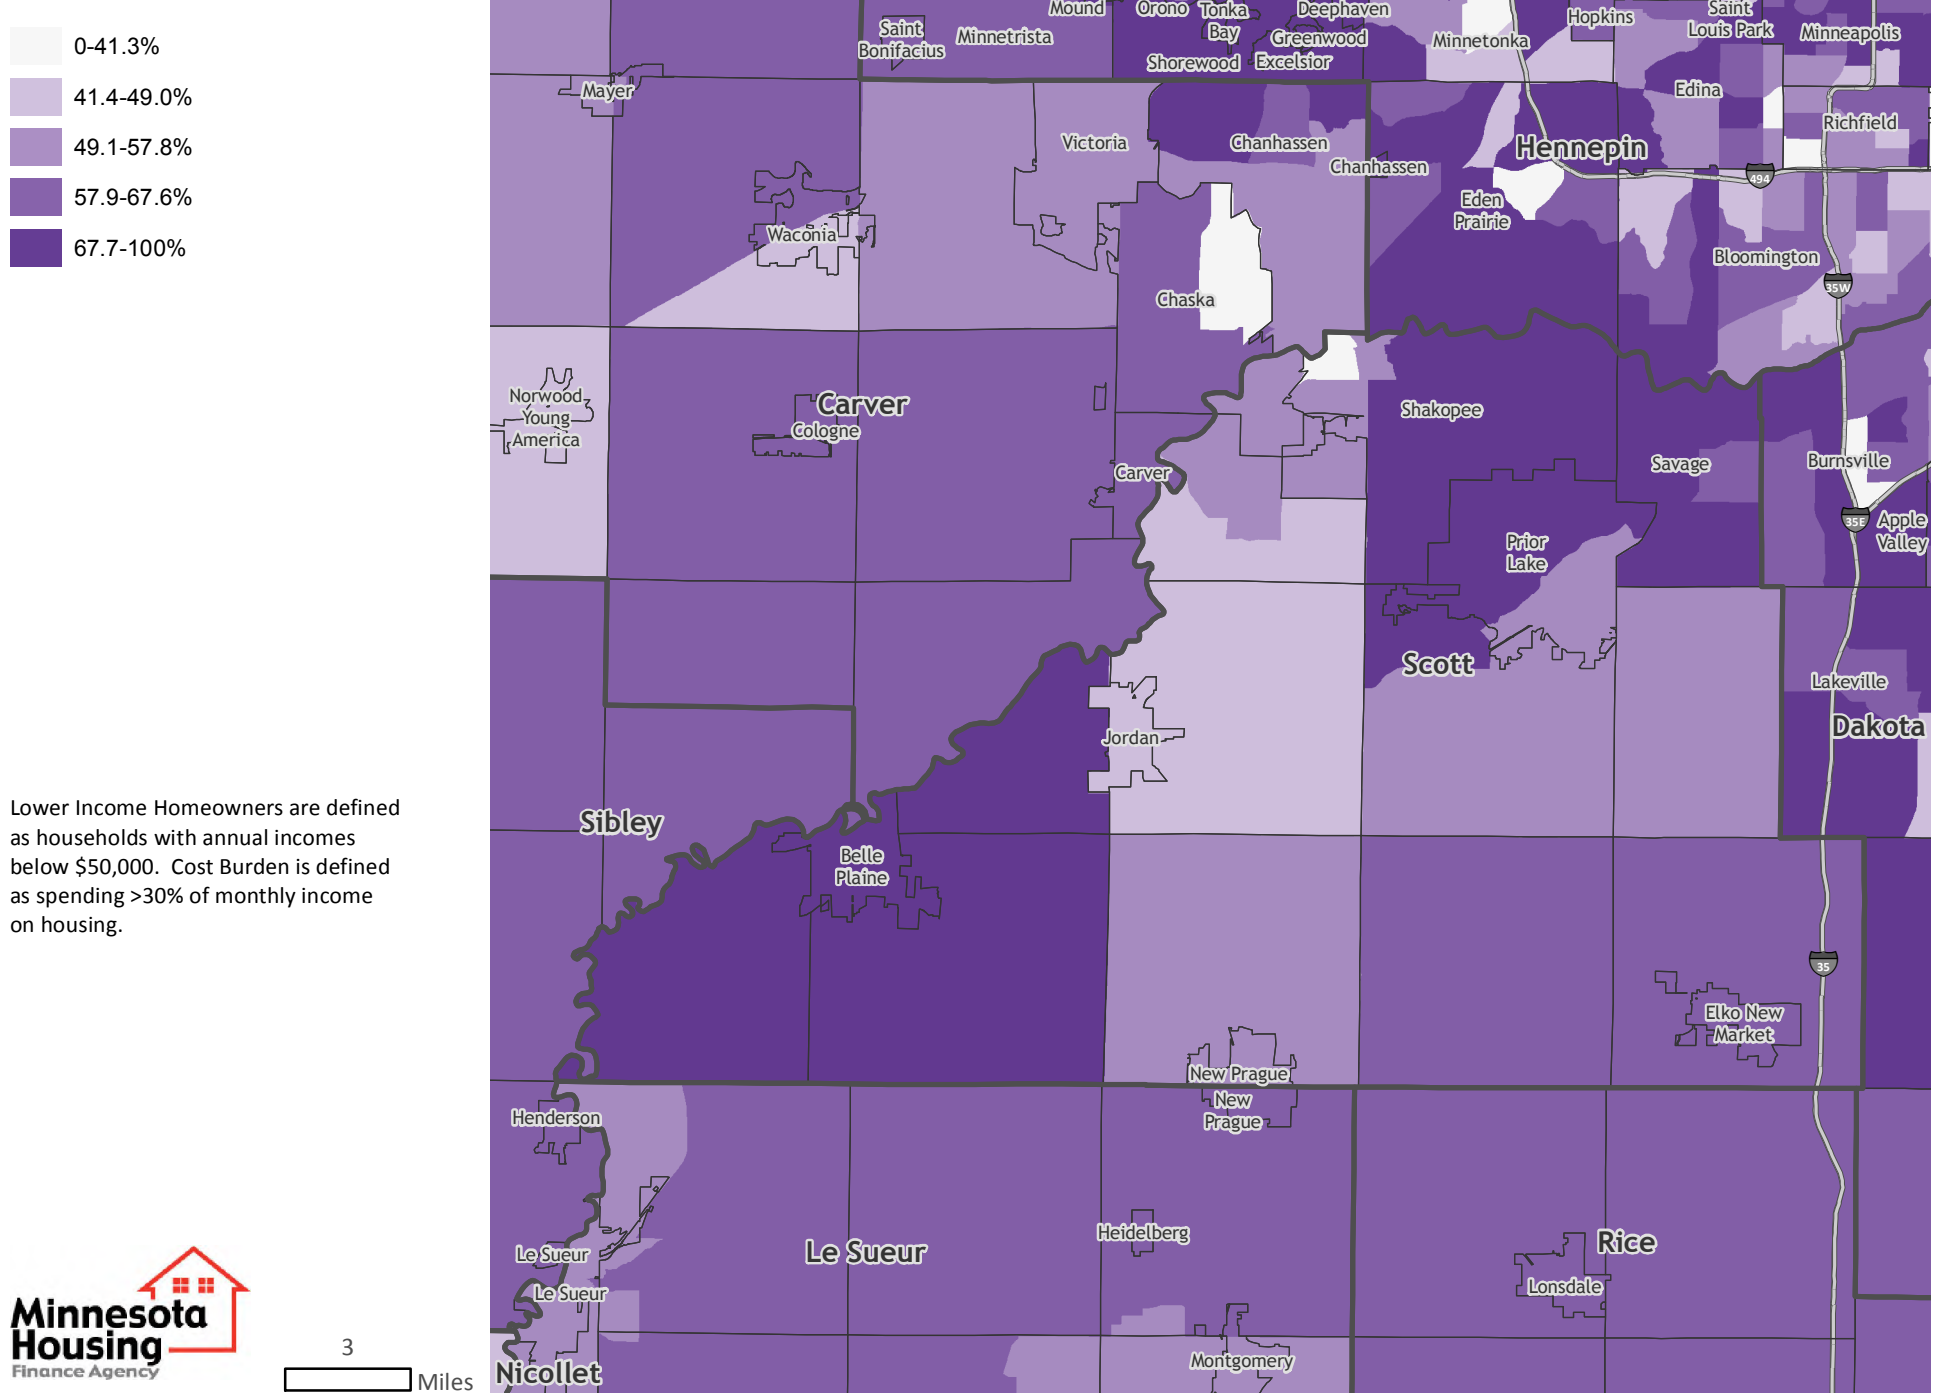 0-41.3%
41.4-49.0%
49.1-57.8%
57.9-67.6%
67.7-100%
Lower Income Homeowners are defined
as households with annual incomes
below $50,000. Cost Burden is defined
as spending >30% of monthly income
on housing.
Minnesota
Housing
Finance Agency
3
Miles
Mound
Orono
Tonka
Bay
Deephaven
Greenwood
Excelsior
Shorewood
Saint
Bonifacius
Minnetrista
Minnetonka
Hopkins
Saint
Louis Park
Minneapolis
Mayer
Edina
Richfield
Victoria
Chanhassen
Chanhassen
Hennepin
494
Eden
Prairie
Waconia
Bloomington
35W
Chaska
Norwood
Young
America
Carver
Cologne
Shakopee
Carver
Savage
Burnsville
35E
Apple
Valley
Prior
Lake
Scott
Lakeville
Dakota
Jordan
Sibley
Belle
Plaine
35
Elko New
Market
New Prague
New
Prague
Henderson
Le Sueur
Le Sueur
Le Sueur
Heidelberg
Rice
Lonsdale
Montgomery
Nicollet